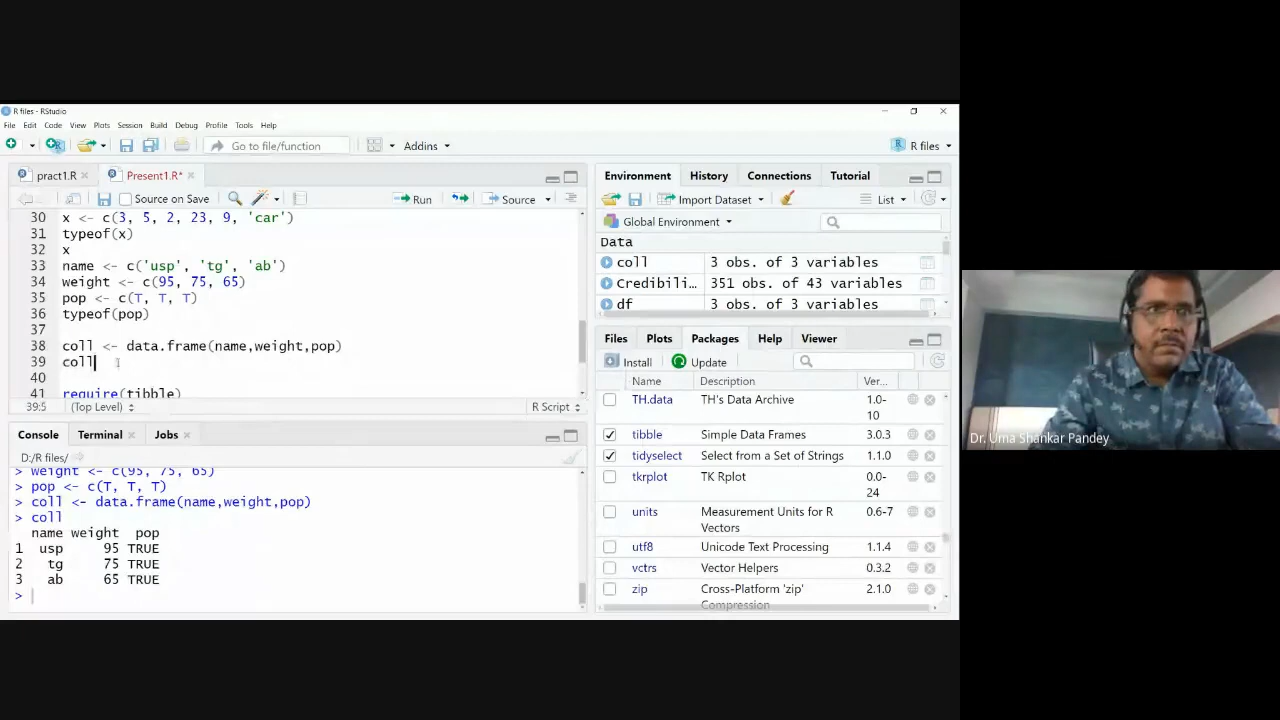 R files - RStudio
File Edit Code View Plots Session Build Debug Profile Tools Help
Go to file/function Addins R files
pract1.R Present1.R*
Source on Save Run Source
30 x <- c(3, 5, 2, 23, 9, 'car')
31 typeof(x)
32 x
33 name <- c('usp', 'tg', 'ab')
34 weight <- c(95, 75, 65)
35 pop <- c(T, T, T)
36 typeof(pop)
37
38 coll <- data.frame(name,weight,pop)
39 coll
40
41 require(tibble)
39:5 (Top Level) R Script
Console Terminal Jobs
D:/R files/
> weight <- c(95, 75, 65)
> pop <- c(T, T, T)
> coll <- data.frame(name,weight,pop)
> coll
name weight pop
1 usp 95 TRUE
2 tg 75 TRUE
3 ab 65 TRUE
>
Environment History Connections Tutorial
Import Dataset List
Global Environment
Data
coll 3 obs. of 3 variables
Credibili... 351 obs. of 43 variables
df 3 obs. of 3 variables
Files Plots Packages Help Viewer
Install Update
Name Description Ver...
TH.data TH's Data Archive 1.0-
10
tibble Simple Data Frames 3.0.3
tidyselect Select from a Set of Strings 1.1.0
tkrplot TK Rplot 0.0-
24
units Measurement Units for R 0.6-7
Vectors
utf8 Unicode Text Processing 1.1.4
vctrs Vector Helpers 0.3.2
zip Cross-Platform 'zip' 2.1.0
Compression
Dr. Uma Shankar Pandey